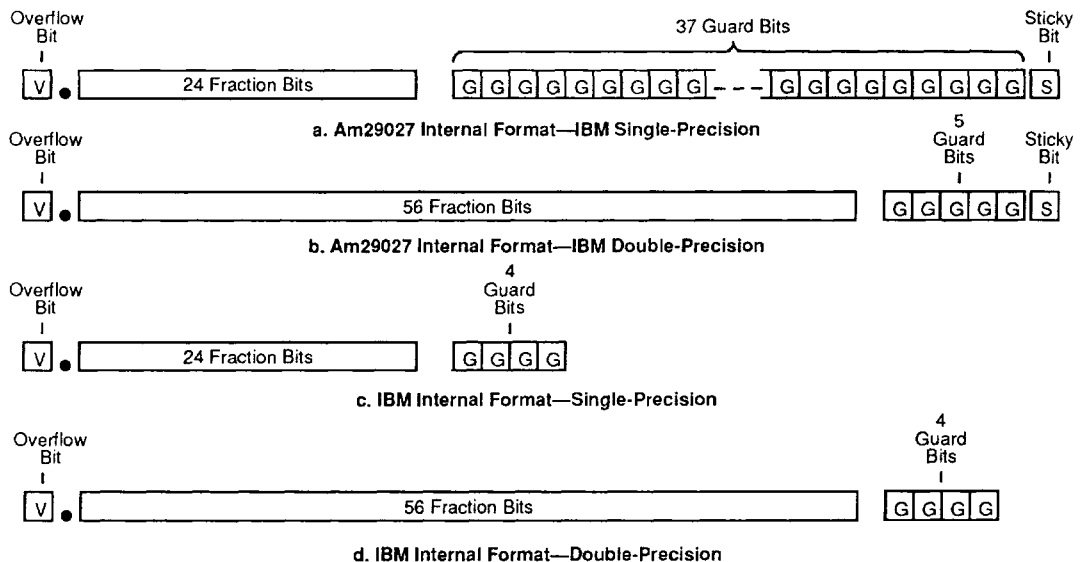 Overflow
Bit
37 Guard Bits
Sticky
Bit
V 24 Fraction Bits G G G G G G G G G G G G G G G G G G S
a. Am29027 Internal Format—IBM Single-Precision
Overflow
Bit
5
Guard
Bits
Sticky
Bit
V 56 Fraction Bits G G G G G S
b. Am29027 Internal Format—IBM Double-Precision
Overflow
Bit
4
Guard
Bits
V 24 Fraction Bits G G G G
c. IBM Internal Format—Single-Precision
Overflow
Bit
4
Guard
Bits
V 56 Fraction Bits G G G G
d. IBM Internal Format—Double-Precision